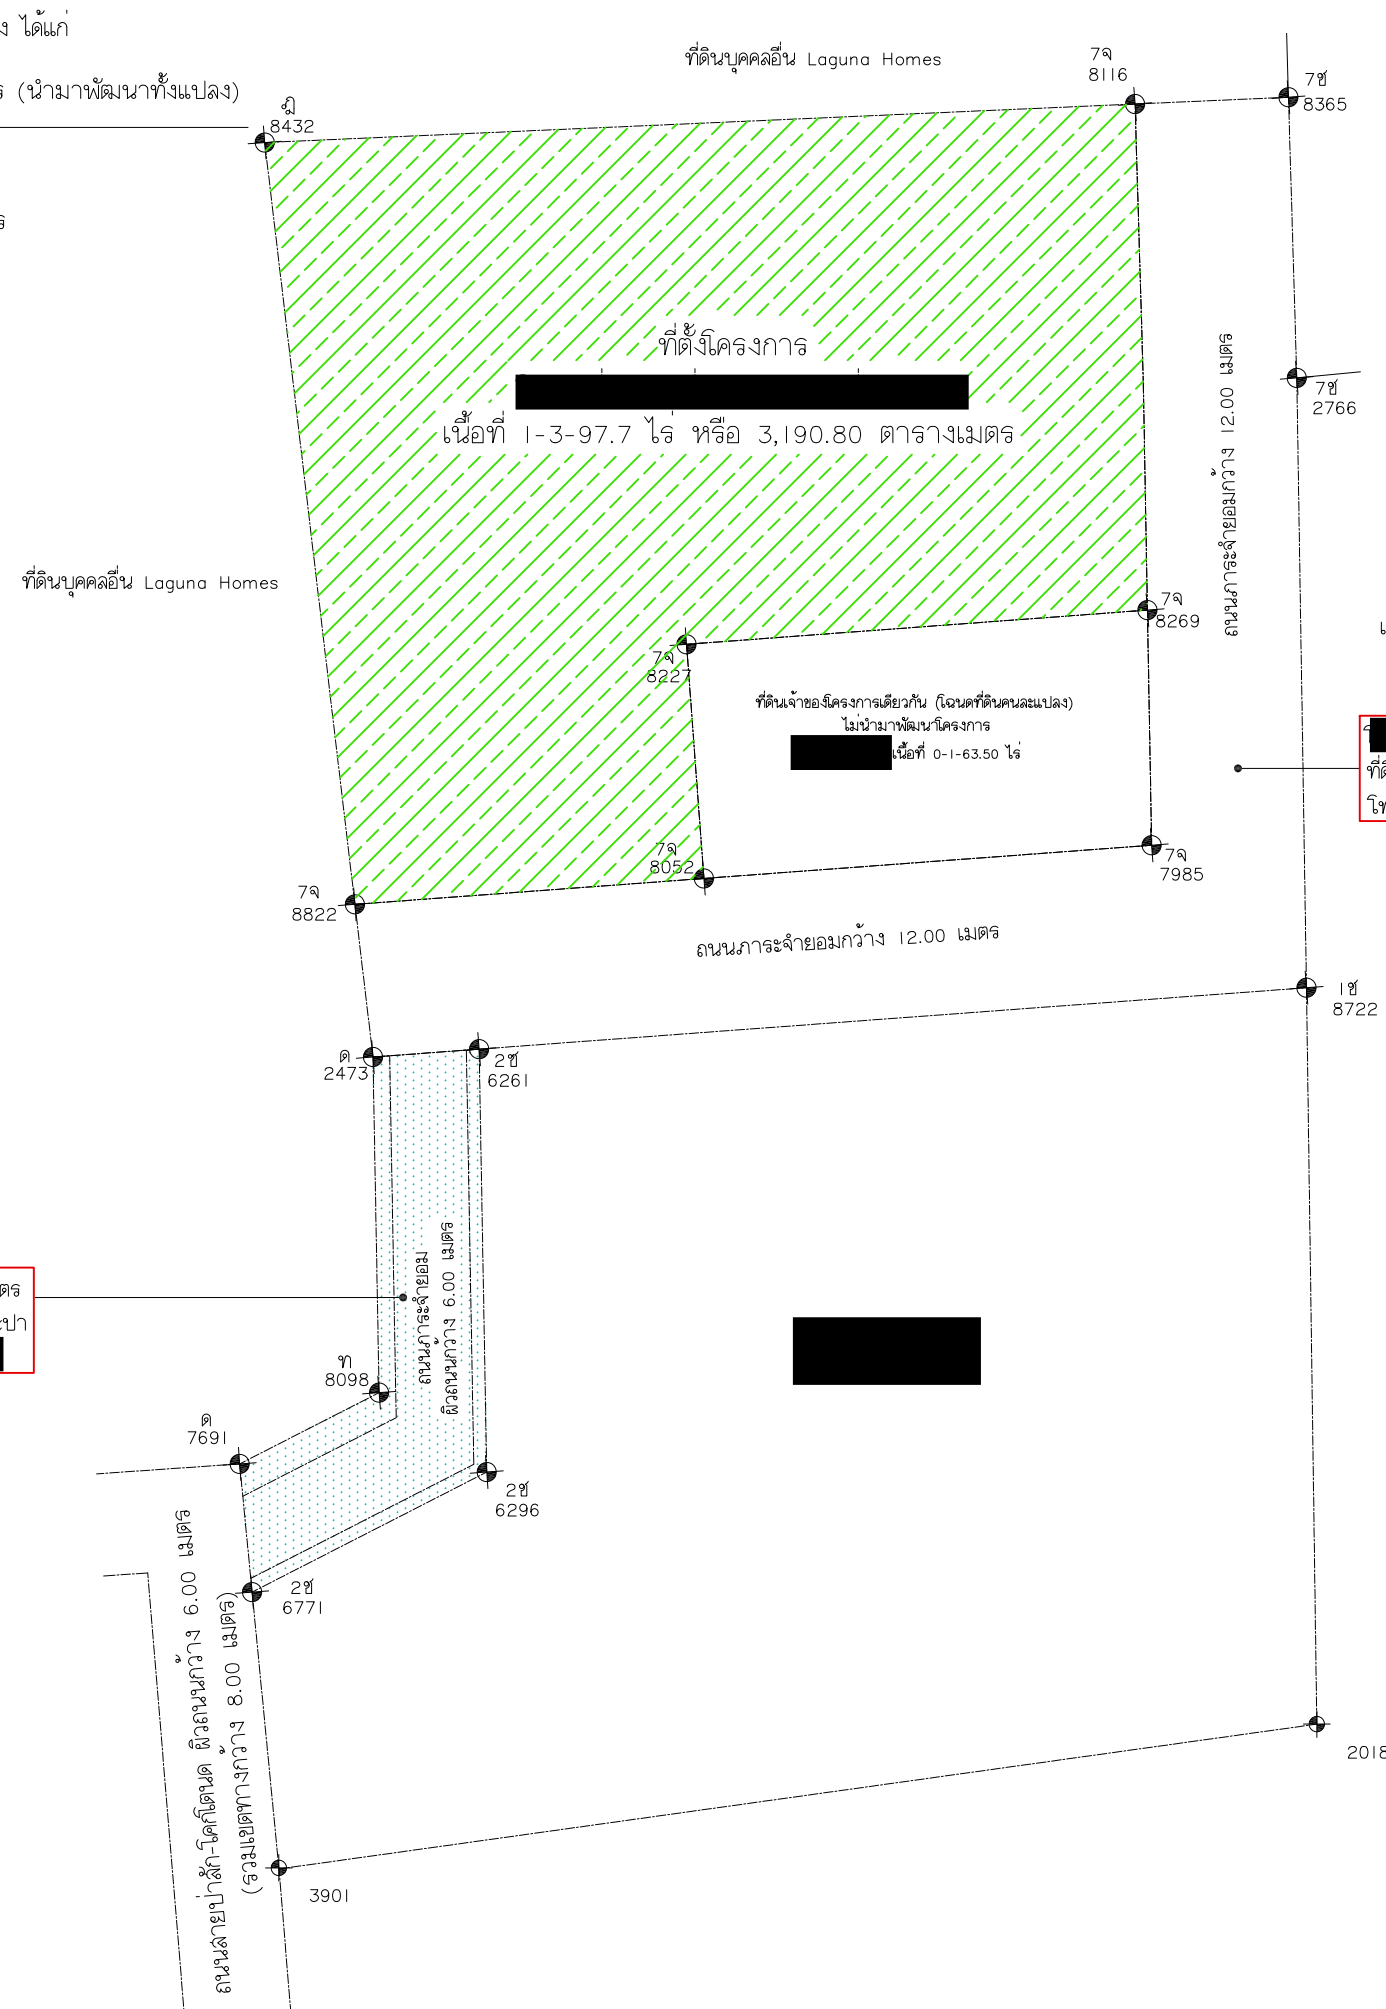 ง ได้แก่
ที่ดินบุคคลอื่น Laguna Homes
7จ
8116
7ช
8365
ร (นำมาพัฒนาทั้งแปลง)
ฎ
8432
ร
ที่ตั้งโครงการ
เนื้อที่ 1-3-97.7 ไร่ หรือ 3,190.80 ตารางเมตร
7ช
2766
ถนนภาระจำยอมกว้าง 12.00 เมตร
ที่ดินบุคคลอื่น Laguna Homes
7จ
8269
7จ
8227
ที่ดินเจ้าของโครงการเดียวกัน (โฉนดที่ดินคนละแปลง)
ไม่นำมาพัฒนาโครงการ
เนื้อที่ 0-1-63.50 ไร่
7จ
8052
7จ
7985
7จ
8822
ถนนภาระจำยอมกว้าง 12.00 เมตร
1ช
8722
ด
2473
2ช
6261
ถนนภาระจำยอม
ผิวถนนกว้าง 6.00 เมตร
ตร
ะปา
ท
8098
ด
7691
2ช
6296
2ช
6771
ถนนสายป่าสัก-โคกโตนด ผิวถนนกว้าง 6.00 เมตร
(รวมเขตทางกว้าง 8.00 เมตร)
2018
3901